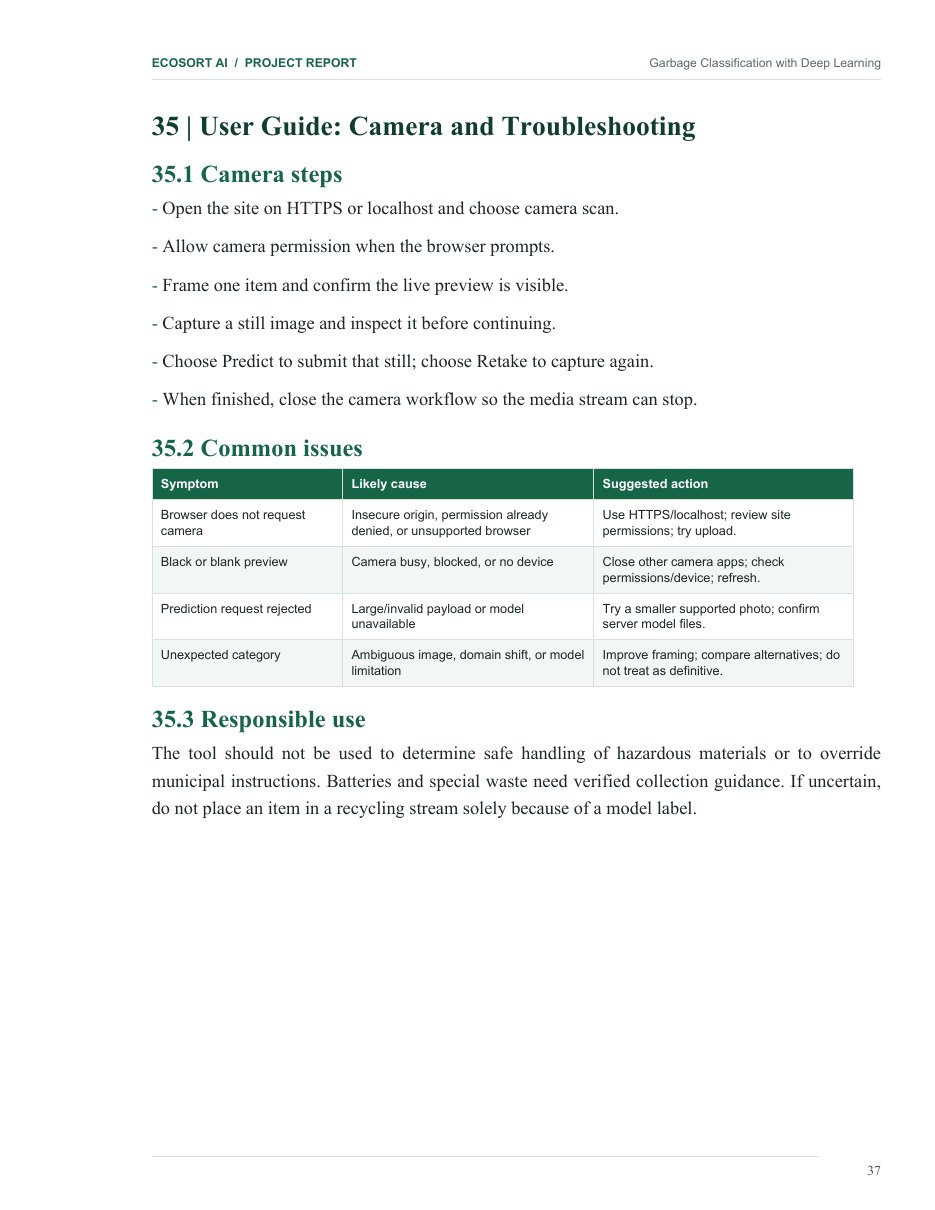 ECOSORT AI / PROJECT REPORT
Garbage Classification with Deep Learning
35 | User Guide: Camera and Troubleshooting
35.1 Camera steps
- Open the site on HTTPS or localhost and choose camera scan.
- Allow camera permission when the browser prompts.
- Frame one item and confirm the live preview is visible.
- Capture a still image and inspect it before continuing.
- Choose Predict to submit that still; choose Retake to capture again.
- When finished, close the camera workflow so the media stream can stop.
35.2 Common issues
Symptom
Likely cause
Suggested action
Browser does not request
camera
Insecure origin, permission already
denied, or unsupported browser
Use HTTPS/localhost; review site
permissions; try upload.
Black or blank preview
Camera busy, blocked, or no device
Close other camera apps; check
permissions/device; refresh.
Prediction request rejected
Large/invalid payload or model
unavailable
Try a smaller supported photo; confirm
server model files.
Unexpected category
Ambiguous image, domain shift, or model
limitation
Improve framing; compare alternatives; do
not treat as definitive.
35.3 Responsible use
The tool should not be used to determine safe handling of hazardous materials or to override
municipal instructions. Batteries and special waste need verified collection guidance. If uncertain,
do not place an item in a recycling stream solely because of a model label.
37